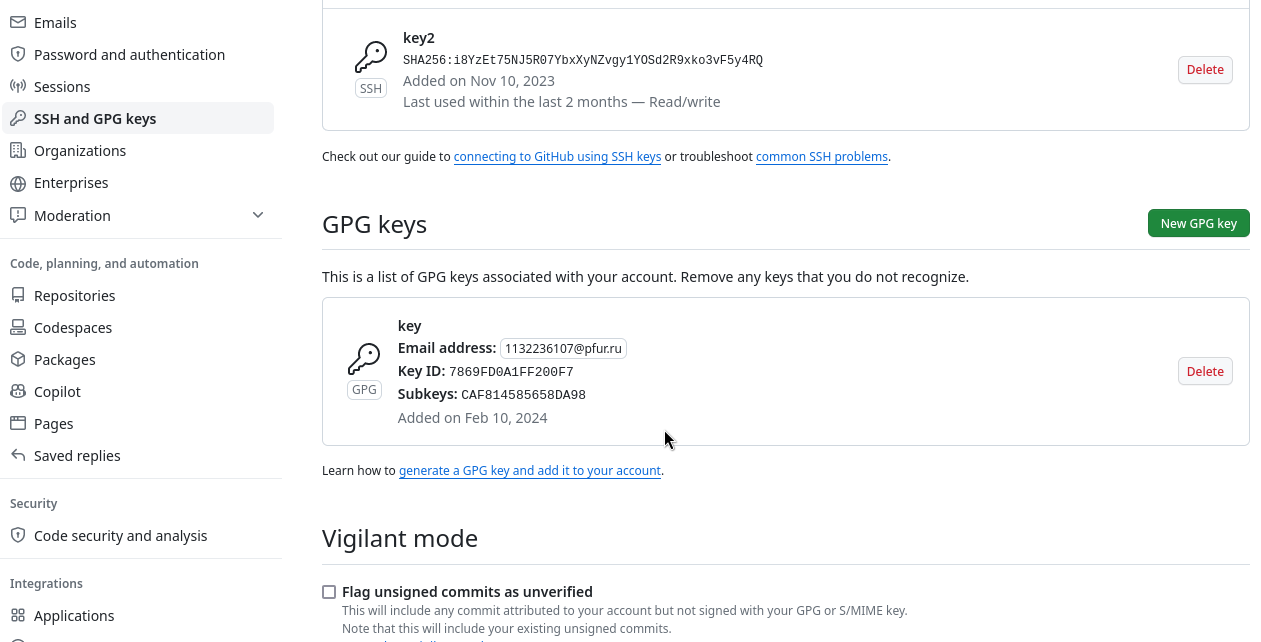 Emails
Password and authentication
Sessions
SSH and GPG keys
Organizations
Enterprises
Moderation
Code, planning, and automation
Repositories
Codespaces
Packages
Copilot
Pages
Saved replies
Security
Code security and analysis
Integrations
Applications
key2
SHA256:i8YzEt75NJ5R07YbxXyNZvgy1YOSd2R9xko3vF5y4RQ
Added on Nov 10, 2023
Last used within the last 2 months — Read/write
SSH
Delete
Check out our guide to connecting to GitHub using SSH keys or troubleshoot common SSH problems.
GPG keys
New GPG key
This is a list of GPG keys associated with your account. Remove any keys that you do not recognize.
key
Email address: 1132236107@pfur.ru
Key ID: 7869FD0A1FF200F7
Subkeys: CAF814585658DA98
Added on Feb 10, 2024
GPG
Delete
Learn how to generate a GPG key and add it to your account.
Vigilant mode
Flag unsigned commits as unverified
This will include any commit attributed to your account but not signed with your GPG or S/MIME key.
Note that this will include your existing unsigned commits.